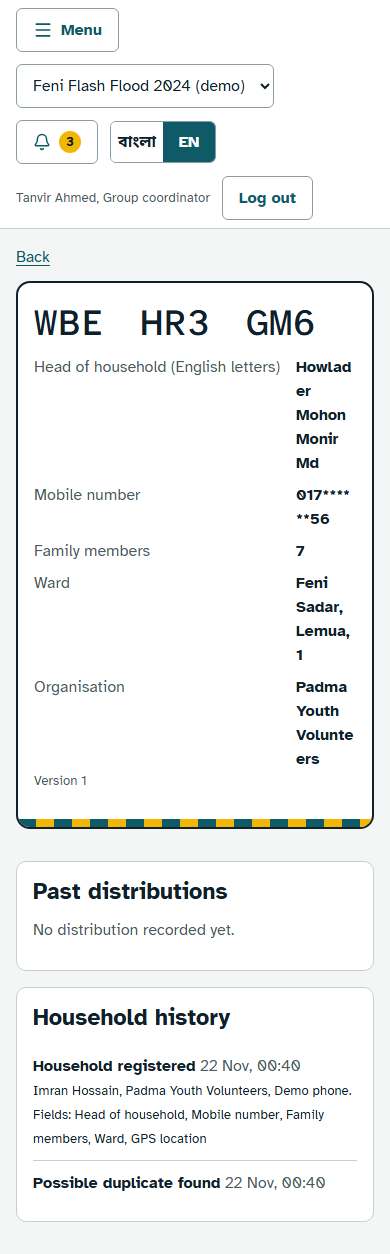 Menu
Feni Flash Flood 2024 (demo)
3
বাংলা EN
Tanvir Ahmed, Group coordinator Log out
Back
WBE HR3 GM6
Head of household (English letters) Howlad
er
Mohon
Monir
Md
Mobile number 017****
**56
Family members 7
Ward Feni
Sadar,
Lemua,
1
Organisation Padma
Youth
Volunte
ers
Version 1
Past distributions
No distribution recorded yet.
Household history
Household registered 22 Nov, 00:40
Imran Hossain, Padma Youth Volunteers, Demo phone.
Fields: Head of household, Mobile number, Family
members, Ward, GPS location
Possible duplicate found 22 Nov, 00:40